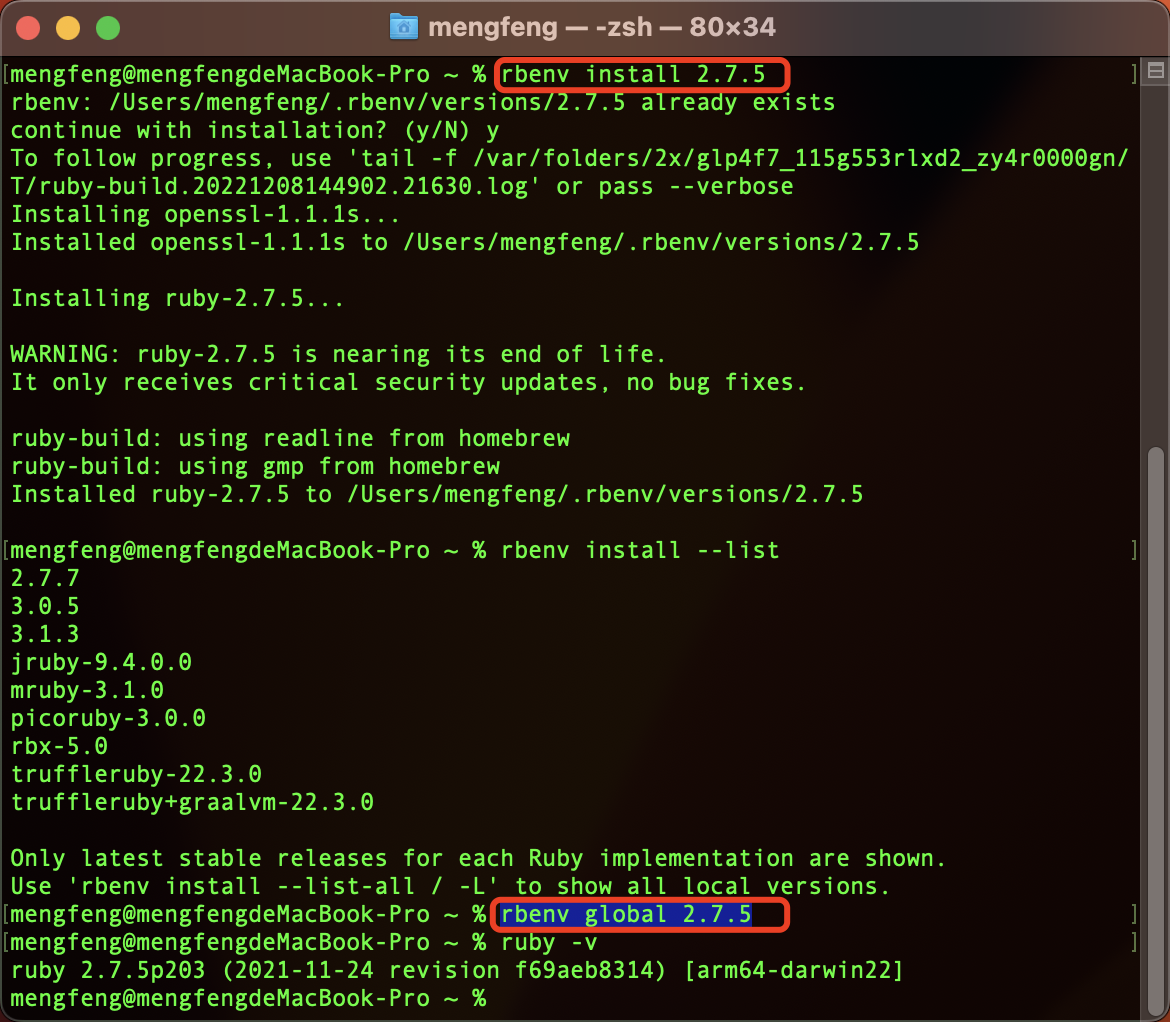 mengfeng — -zsh — 80×34
[mengfeng@mengfengdeMacBook-Pro ~ % rbenv install 2.7.5 ]
rbenv: /Users/mengfeng/.rbenv/versions/2.7.5 already exists
continue with installation? (y/N) y
To follow progress, use 'tail -f /var/folders/2x/glp4f7_115g553rlxd2_zy4r0000gn/
T/ruby-build.20221208144902.21630.log' or pass --verbose
Installing openssl-1.1.1s...
Installed openssl-1.1.1s to /Users/mengfeng/.rbenv/versions/2.7.5
Installing ruby-2.7.5...
WARNING: ruby-2.7.5 is nearing its end of life.
It only receives critical security updates, no bug fixes.
ruby-build: using readline from homebrew
ruby-build: using gmp from homebrew
Installed ruby-2.7.5 to /Users/mengfeng/.rbenv/versions/2.7.5
[mengfeng@mengfengdeMacBook-Pro ~ % rbenv install --list ]
2.7.7
3.0.5
3.1.3
jruby-9.4.0.0
mruby-3.1.0
picoruby-3.0.0
rbx-5.0
truffleruby-22.3.0
truffleruby+graalvm-22.3.0
Only latest stable releases for each Ruby implementation are shown.
Use 'rbenv install --list-all / -L' to show all local versions.
[mengfeng@mengfengdeMacBook-Pro ~ % rbenv global 2.7.5 ]
[mengfeng@mengfengdeMacBook-Pro ~ % ruby -v ]
ruby 2.7.5p203 (2021-11-24 revision f69aeb8314) [arm64-darwin22]
mengfeng@mengfengdeMacBook-Pro ~ %